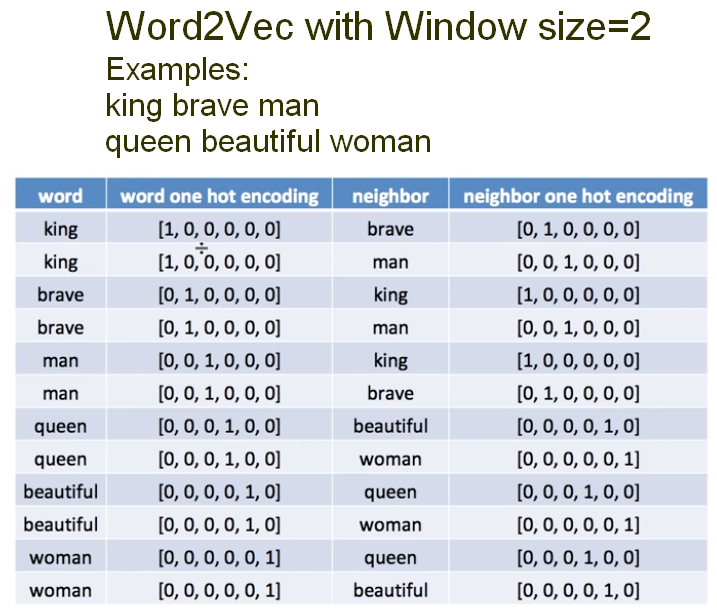 Word2Vec with Window size=2
Examples:
king brave man
queen beautiful woman
word word one hot encoding neighbor neighbor one hot encoding
king [1, 0, 0, 0, 0, 0] brave [0, 1, 0, 0, 0, 0]
king [1, 0, 0, 0, 0, 0] man [0, 0, 1, 0, 0, 0]
brave [0, 1, 0, 0, 0, 0] king [1, 0, 0, 0, 0, 0]
brave [0, 1, 0, 0, 0, 0] man [0, 0, 1, 0, 0, 0]
man [0, 0, 1, 0, 0, 0] king [1, 0, 0, 0, 0, 0]
man [0, 0, 1, 0, 0, 0] brave [0, 1, 0, 0, 0, 0]
queen [0, 0, 0, 1, 0, 0] beautiful [0, 0, 0, 0, 1, 0]
queen [0, 0, 0, 1, 0, 0] woman [0, 0, 0, 0, 0, 1]
beautiful [0, 0, 0, 0, 1, 0] queen [0, 0, 0, 1, 0, 0]
beautiful [0, 0, 0, 0, 1, 0] woman [0, 0, 0, 0, 0, 1]
woman [0, 0, 0, 0, 0, 1] queen [0, 0, 0, 1, 0, 0]
woman [0, 0, 0, 0, 0, 1] beautiful [0, 0, 0, 0, 1, 0]